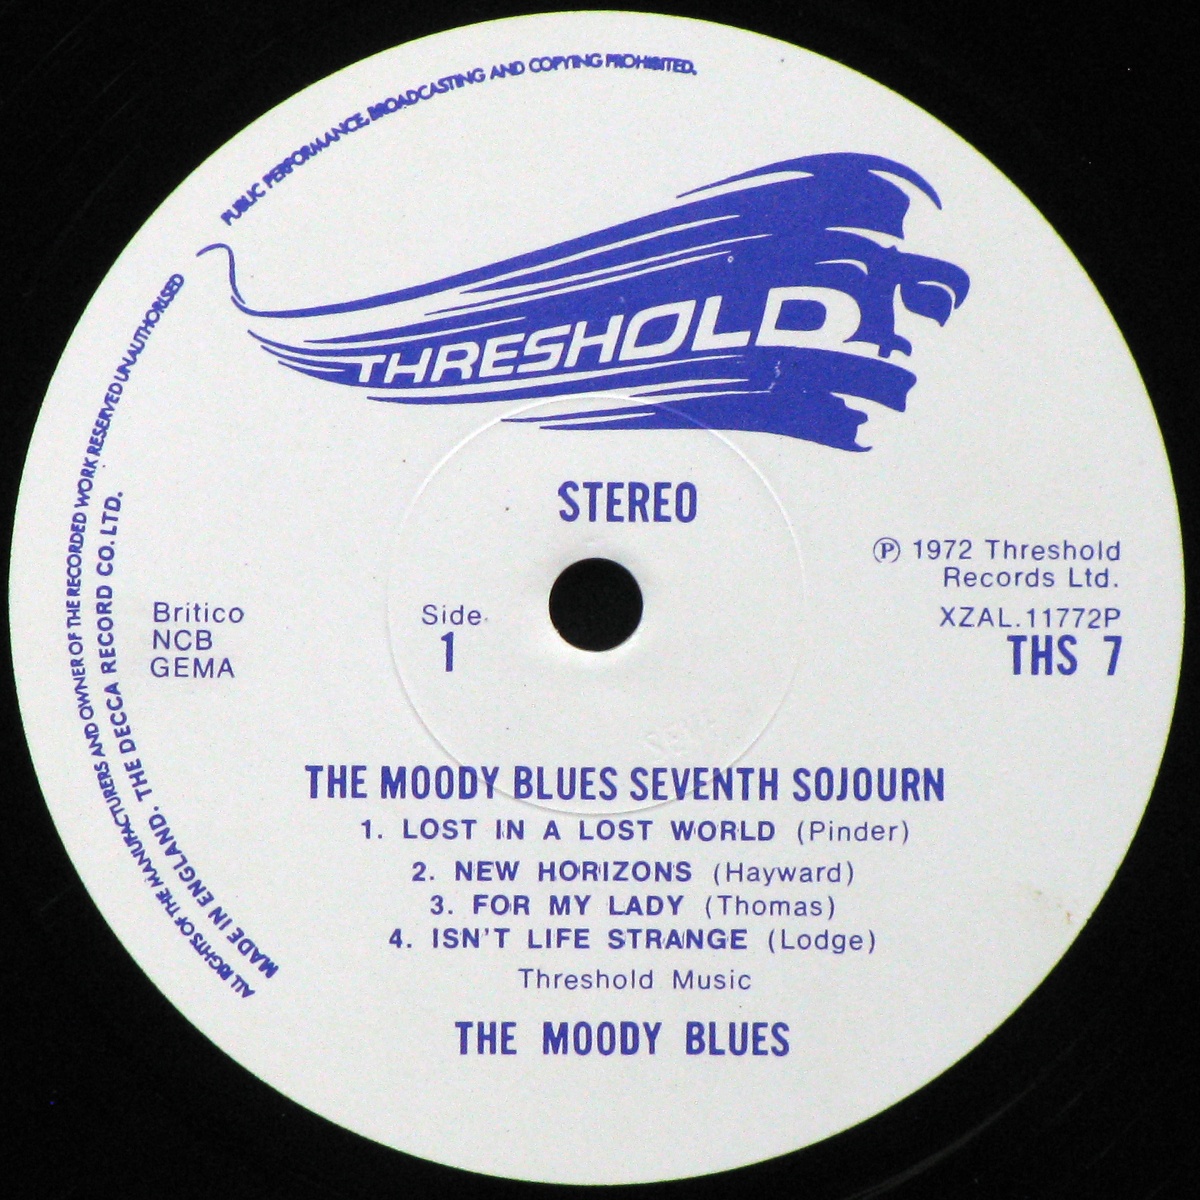 PUBLIC PERFORMANCE, BROADCASTING AND COPYING PROHIBITED.
ALL RIGHTS OF THE MANUFACTURERS AND OWNER OF THE RECORDED WORK RESERVED UNAUTHORISED
MADE IN ENGLAND. THE DECCA RECORD CO. LTD.
THRESHOLD
STEREO
Ⓟ 1972 Threshold
Records Ltd.
XZAL.11772P
THS 7
Britico
NCB
GEMA
Side
1
THE MOODY BLUES SEVENTH SOJOURN
1. LOST IN A LOST WORLD (Pinder)
2. NEW HORIZONS (Hayward)
3. FOR MY LADY (Thomas)
4. ISN'T LIFE STRANGE (Lodge)
Threshold Music
THE MOODY BLUES